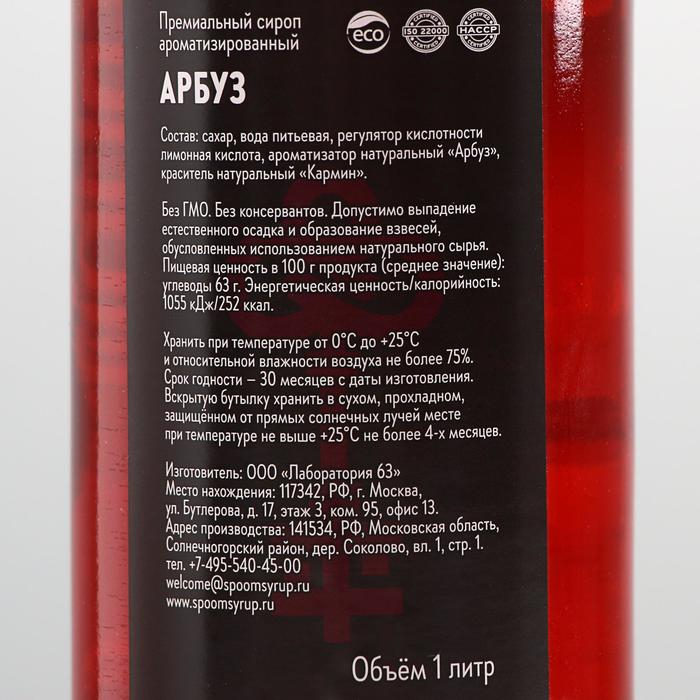 Премиальный сироп
ароматизированный
eco
CERTIFIED
ISO 22000
CERTIFIED
CERTIFIED
HACCP
CERTIFIED
АРБУЗ
Состав: сахар, вода питьевая, регулятор кислотности
лимонная кислота, ароматизатор натуральный «Арбуз»,
краситель натуральный «Кармин».
Без ГМО. Без консервантов. Допустимо выпадение
естественного осадка и образование взвесей,
обусловленных использованием натурального сырья.
Пищевая ценность в 100 г продукта (среднее значение):
углеводы 63 г. Энергетическая ценность/калорийность:
1055 кДж/252 ккал.
Хранить при температуре от 0°C до +25°C
и относительной влажности воздуха не более 75%.
Срок годности – 30 месяцев с даты изготовления.
Вскрытую бутылку хранить в сухом, прохладном,
защищённом от прямых солнечных лучей месте
при температуре не выше +25°C не более 4-х месяцев.
Изготовитель: ООО «Лаборатория 63»
Место нахождения: 117342, РФ, г. Москва,
ул. Бутлерова, д. 17, этаж 3, ком. 95, офис 13.
Адрес производства: 141534, РФ, Московская область,
Солнечногорский район, дер. Соколово, вл. 1, стр. 1.
тел. +7-495-540-45-00
welcome@spoomsyrup.ru
www.spoomsyrup.ru
Объём 1 литр